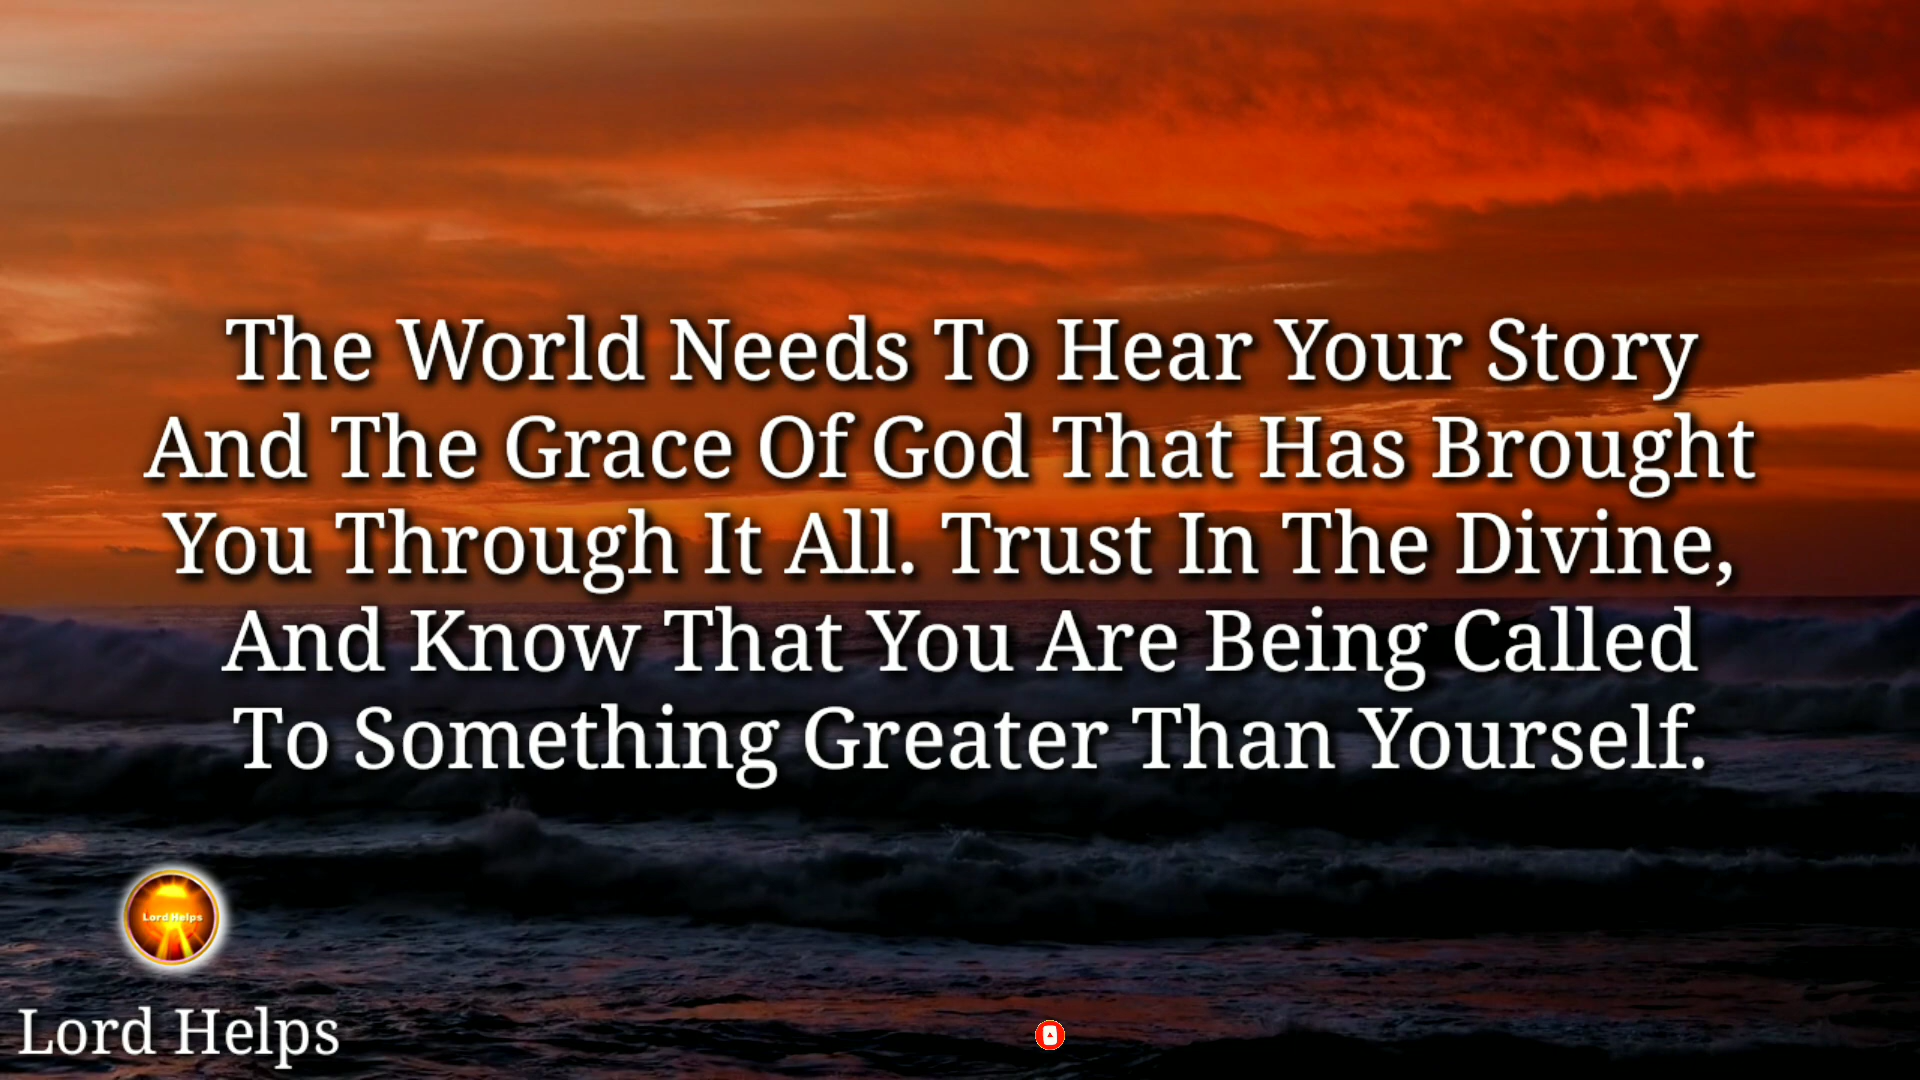 The World Needs To Hear Your Story
And The Grace Of God That Has Brought
You Through It All. Trust In The Divine,
And Know That You Are Being Called
To Something Greater Than Yourself.
Lord Helps
Lord Helps